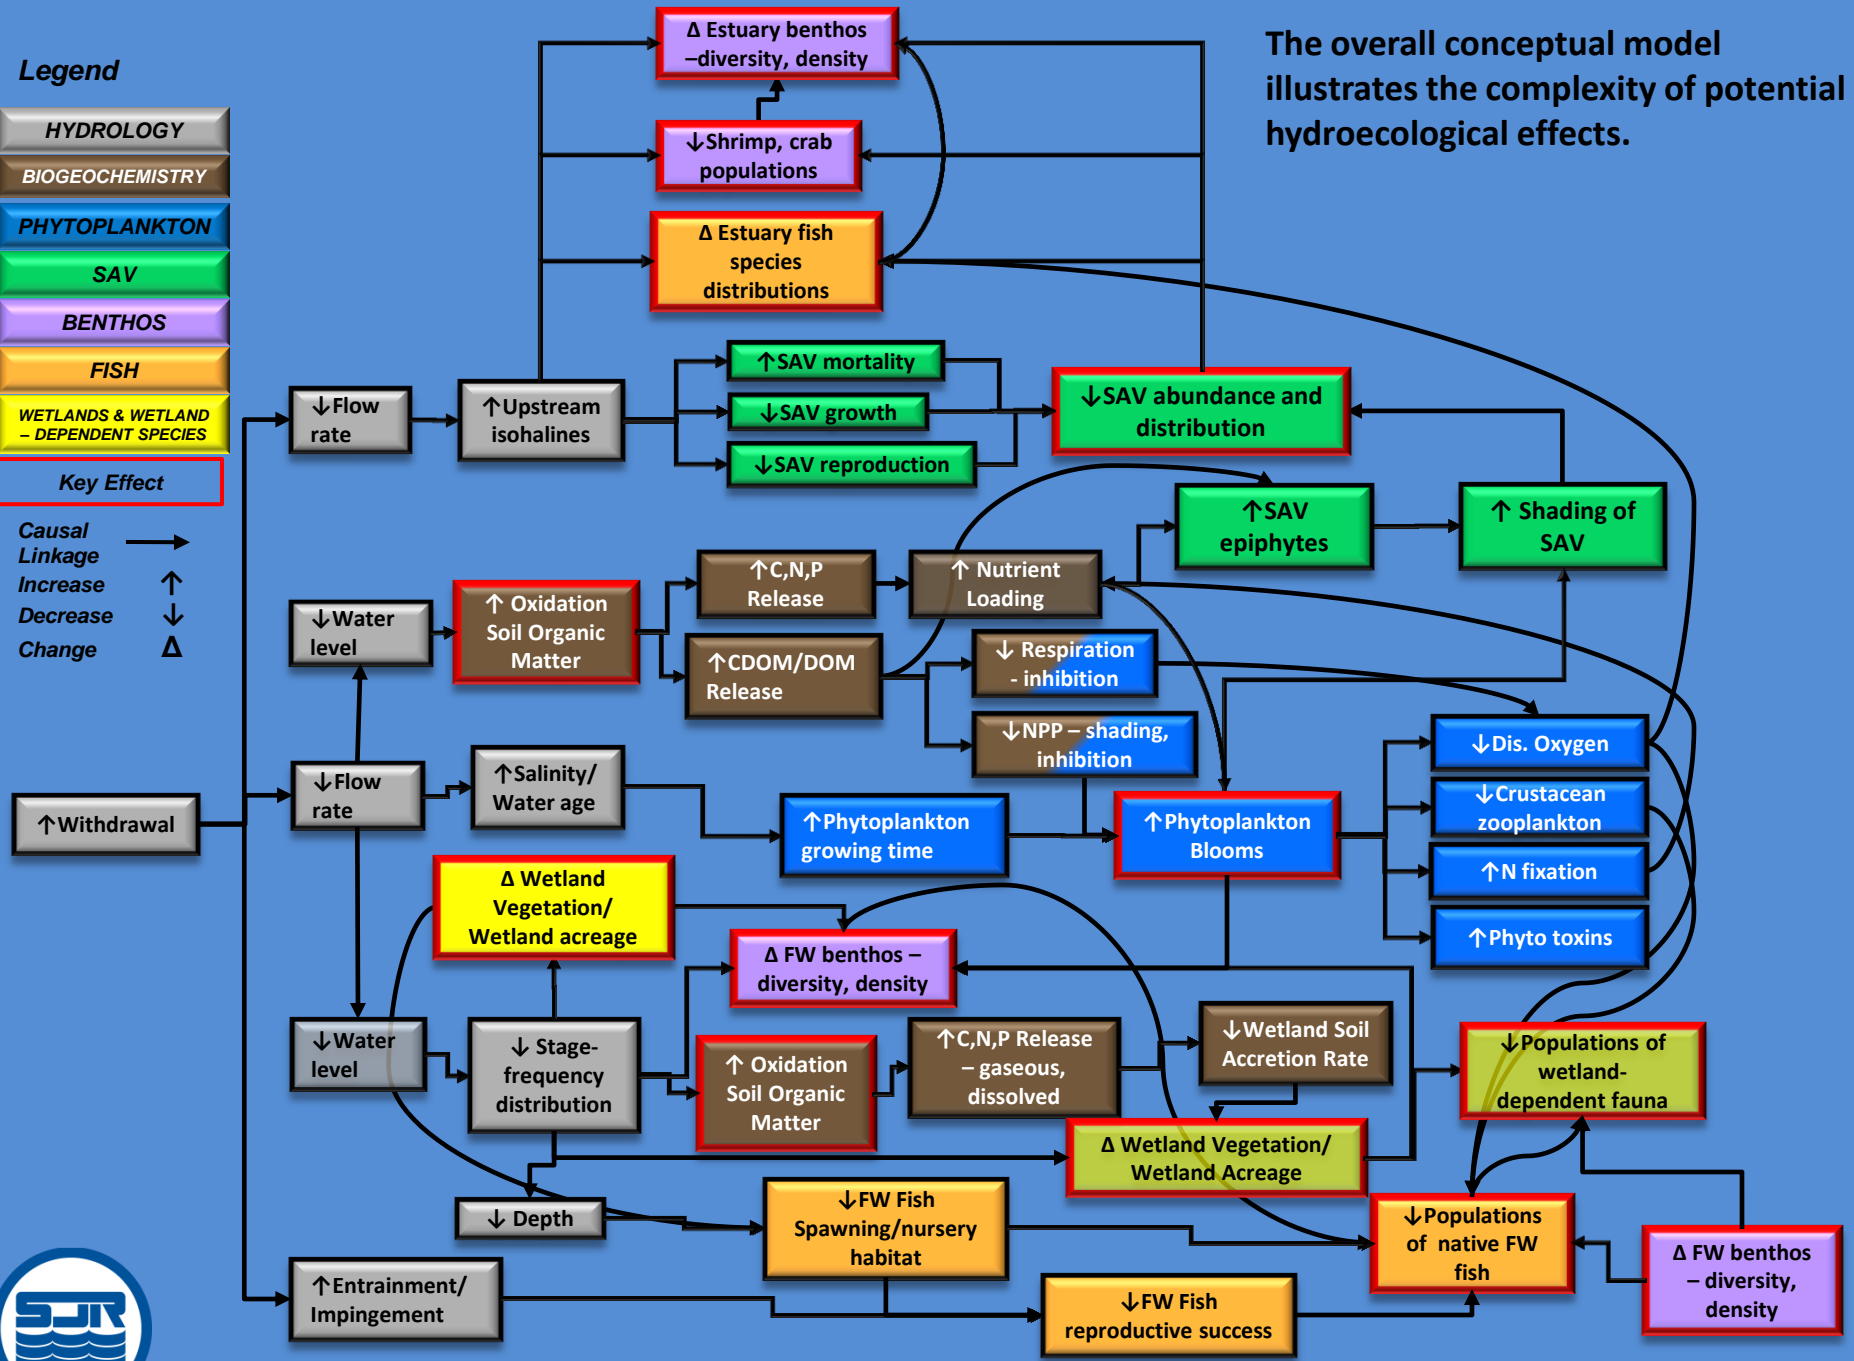 The overall conceptual model
illustrates the complexity of potential
hydroecological effects.
Legend
HYDROLOGY
BIOGEOCHEMISTRY
PHYTOPLANKTON
SAV
BENTHOS
FISH
WETLANDS & WETLAND
– DEPENDENT SPECIES
Key Effect
Causal
Linkage
Increase ↑
Decrease ↓
Change Δ
Δ Estuary benthos
–diversity, density
↓Shrimp, crab
populations
Δ Estuary fish
species
distributions
↓Flow
rate
↑Upstream
isohalines
↑SAV mortality
↓SAV growth
↓SAV reproduction
↓SAV abundance and
distribution
↑SAV
epiphytes
↑ Shading of
SAV
↓Water
level
↑ Oxidation
Soil Organic
Matter
↑C,N,P
Release
↑ Nutrient
Loading
↑CDOM/DOM
Release
↓ Respiration
- inhibition
↓NPP – shading,
inhibition
↑Withdrawal
↓Flow
rate
↑Salinity/
Water age
↑Phytoplankton
growing time
↑Phytoplankton
Blooms
↓Dis. Oxygen
↓Crustacean
zooplankton
↑N fixation
↑Phyto toxins
Δ Wetland
Vegetation/
Wetland acreage
Δ FW benthos –
diversity, density
↓Water
level
↓ Stage-
frequency
distribution
↑ Oxidation
Soil Organic
Matter
↑C,N,P Release
– gaseous,
dissolved
↓Wetland Soil
Accretion Rate
Δ Wetland Vegetation/
Wetland Acreage
↓Populations of
wetland-
dependent fauna
↓ Depth
↓FW Fish
Spawning/nursery
habitat
↓Populations
of native FW
fish
Δ FW benthos
– diversity,
density
↑Entrainment/
Impingement
↓FW Fish
reproductive success
SJR